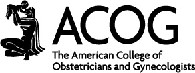 ACOG
The American College of
Obstetricians and Gynecologists